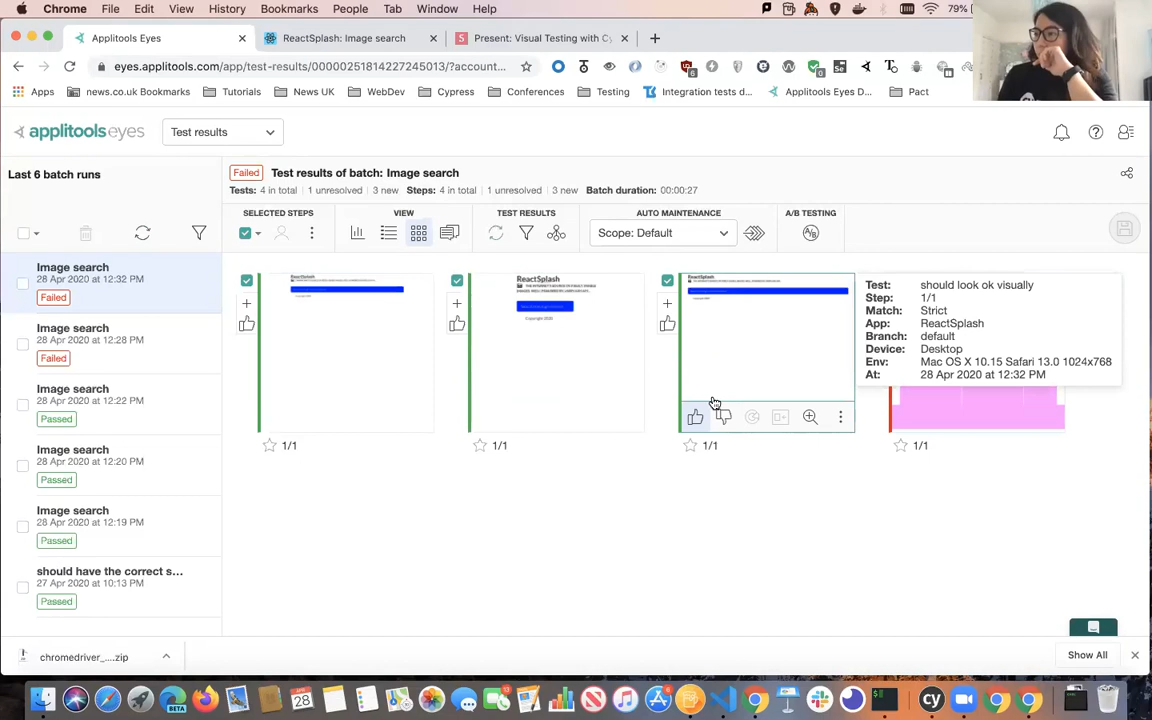 Chrome File Edit View History Bookmarks People Tab Window Help 79%
Applitools Eyes ReactSplash: Image search Present: Visual Testing with Cy
eyes.applitools.com/app/test-results/00000251814227245013/?account...
Apps news.co.uk Bookmarks Tutorials News UK WebDev Cypress Conferences Testing Integration tests d... Applitools Eyes D... Pact
applitools eyes Test results
Last 6 batch runs
Failed Test results of batch: Image search
Tests: 4 in total 1 unresolved 3 new Steps: 4 in total 1 unresolved 3 new Batch duration: 00:00:27
SELECTED STEPS VIEW TEST RESULTS AUTO MAINTENANCE A/B TESTING
Scope: Default
Image search
28 Apr 2020 at 12:32 PM
Failed
Image search
28 Apr 2020 at 12:28 PM
Failed
Image search
28 Apr 2020 at 12:22 PM
Passed
Image search
28 Apr 2020 at 12:20 PM
Passed
Image search
28 Apr 2020 at 12:19 PM
Passed
should have the correct s...
27 Apr 2020 at 10:13 PM
Passed
ReactSplash
ReactSplash
Copyright 2020
ReactSplash
1/1
1/1
1/1
1/1
Test: should look ok visually
Step: 1/1
Match: Strict
App: ReactSplash
Branch: default
Device: Desktop
Env: Mac OS X 10.15 Safari 13.0 1024x768
At: 28 Apr 2020 at 12:32 PM
chromedriver_....zip
Show All